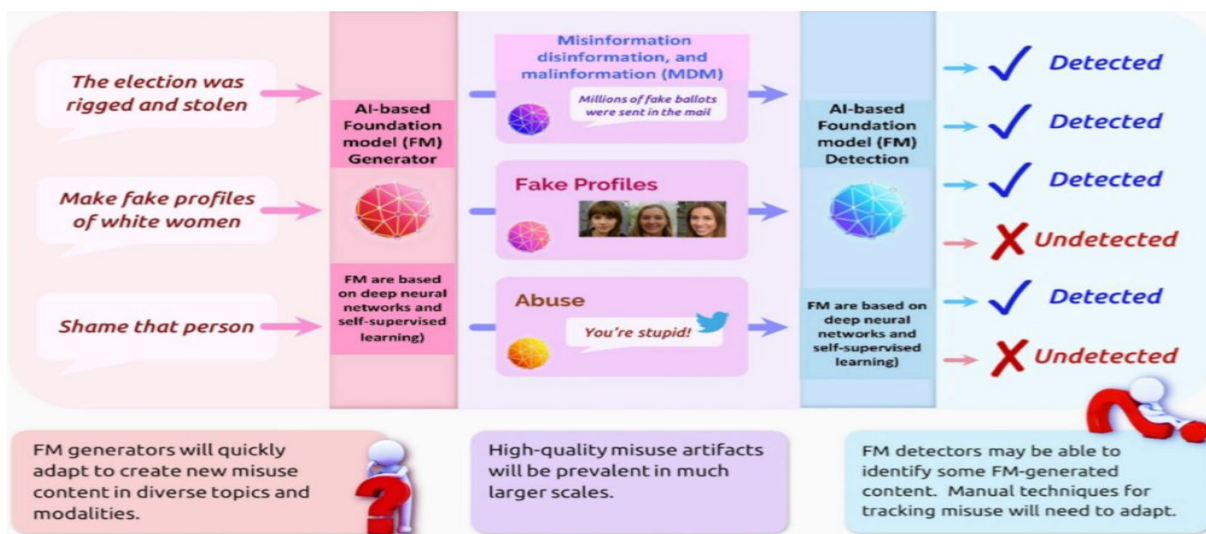 The election was
rigged and stolen
Make fake profiles
of white women
Shame that person
AI-based
Foundation
model (FM)
Generator
FM are based
on deep neural
networks and
self-supervised
learning)
Misinformation
disinformation, and
malinformation (MDM)
Millions of fake ballots
were sent in the mail
Fake Profiles
Abuse
You're stupid!
AI-based
Foundation
model (FM)
Detection
FM are based on
deep neural
networks and
self-supervised
learning)
Detected
Detected
Detected
Undetected
Detected
Undetected
FM generators will quickly
adapt to create new misuse
content in diverse topics and
modalities.
High-quality misuse artifacts
will be prevalent in much
larger scales.
FM detectors may be able to
identify some FM-generated
content.  Manual techniques for
tracking misuse will need to adapt.